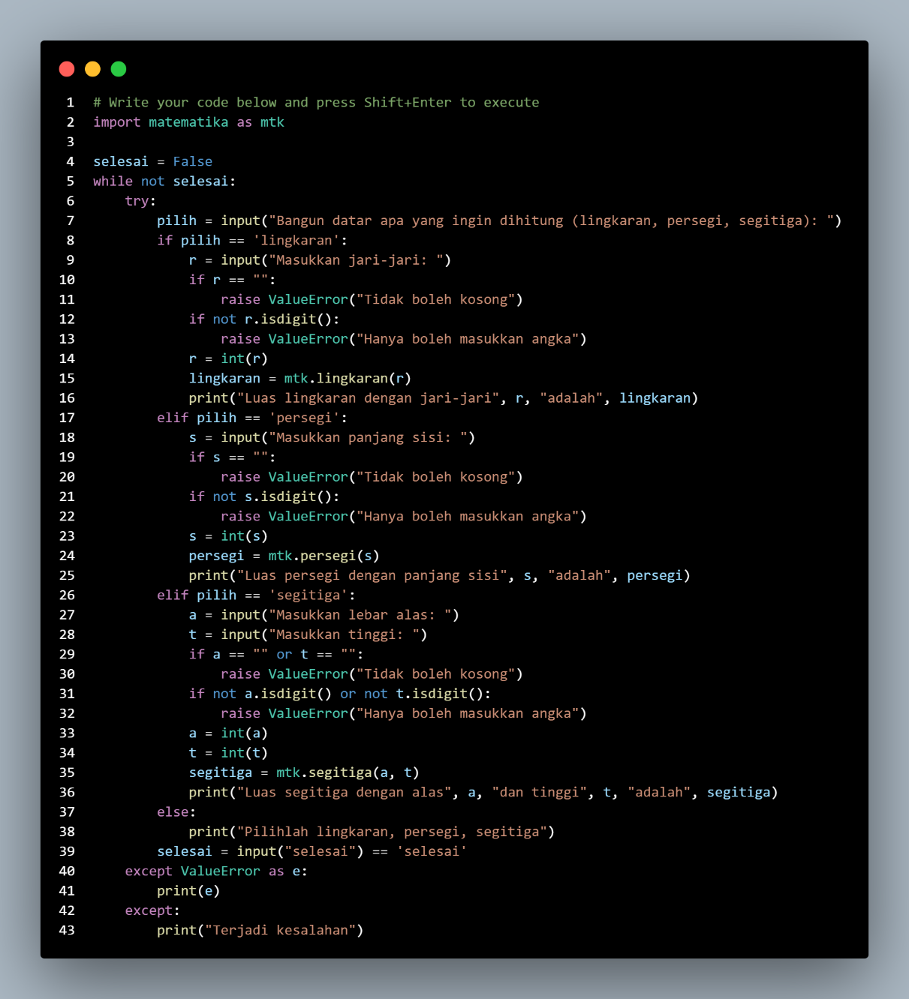 1 # Write your code below and press Shift+Enter to execute
2 import matematika as mtk
3
4 selesai = False
5 while not selesai:
6     try:
7         pilih = input("Bangun datar apa yang ingin dihitung (lingkaran, persegi, segitiga): ")
8         if pilih == 'lingkaran':
9             r = input("Masukkan jari-jari: ")
10             if r == "":
11                 raise ValueError("Tidak boleh kosong")
12             if not r.isdigit():
13                 raise ValueError("Hanya boleh masukkan angka")
14             r = int(r)
15             lingkaran = mtk.lingkaran(r)
16             print("Luas lingkaran dengan jari-jari", r, "adalah", lingkaran)
17         elif pilih == 'persegi':
18             s = input("Masukkan panjang sisi: ")
19             if s == "":
20                 raise ValueError("Tidak boleh kosong")
21             if not s.isdigit():
22                 raise ValueError("Hanya boleh masukkan angka")
23             s = int(s)
24             persegi = mtk.persegi(s)
25             print("Luas persegi dengan panjang sisi", s, "adalah", persegi)
26         elif pilih == 'segitiga':
27             a = input("Masukkan lebar alas: ")
28             t = input("Masukkan tinggi: ")
29             if a == "" or t == "":
30                 raise ValueError("Tidak boleh kosong")
31             if not a.isdigit() or not t.isdigit():
32                 raise ValueError("Hanya boleh masukkan angka")
33             a = int(a)
34             t = int(t)
35             segitiga = mtk.segitiga(a, t)
36             print("Luas segitiga dengan alas", a, "dan tinggi", t, "adalah", segitiga)
37         else:
38             print("Pilihlah lingkaran, persegi, segitiga")
39         selesai = input("selesai") == 'selesai'
40     except ValueError as e:
41         print(e)
42     except:
43         print("Terjadi kesalahan")